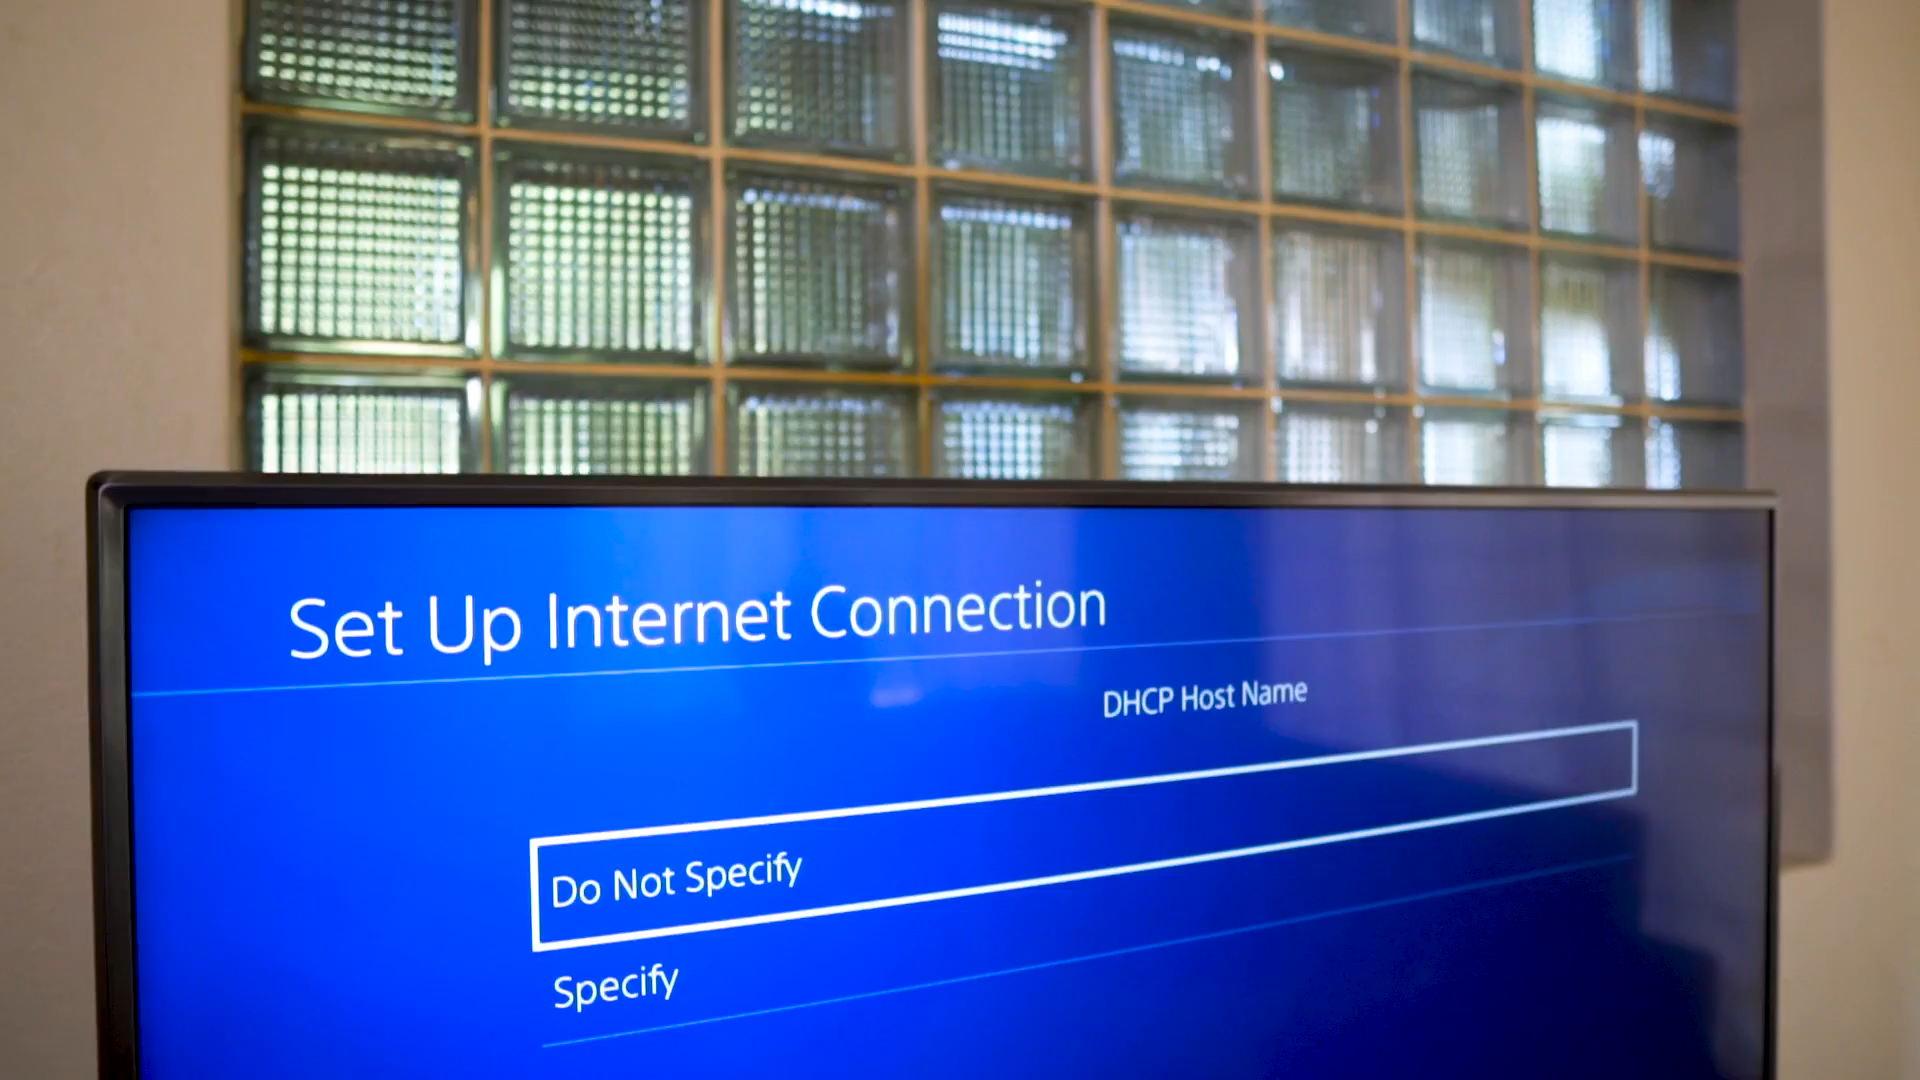 Set Up Internet Connection
DHCP Host Name
Do Not Specify
Specify